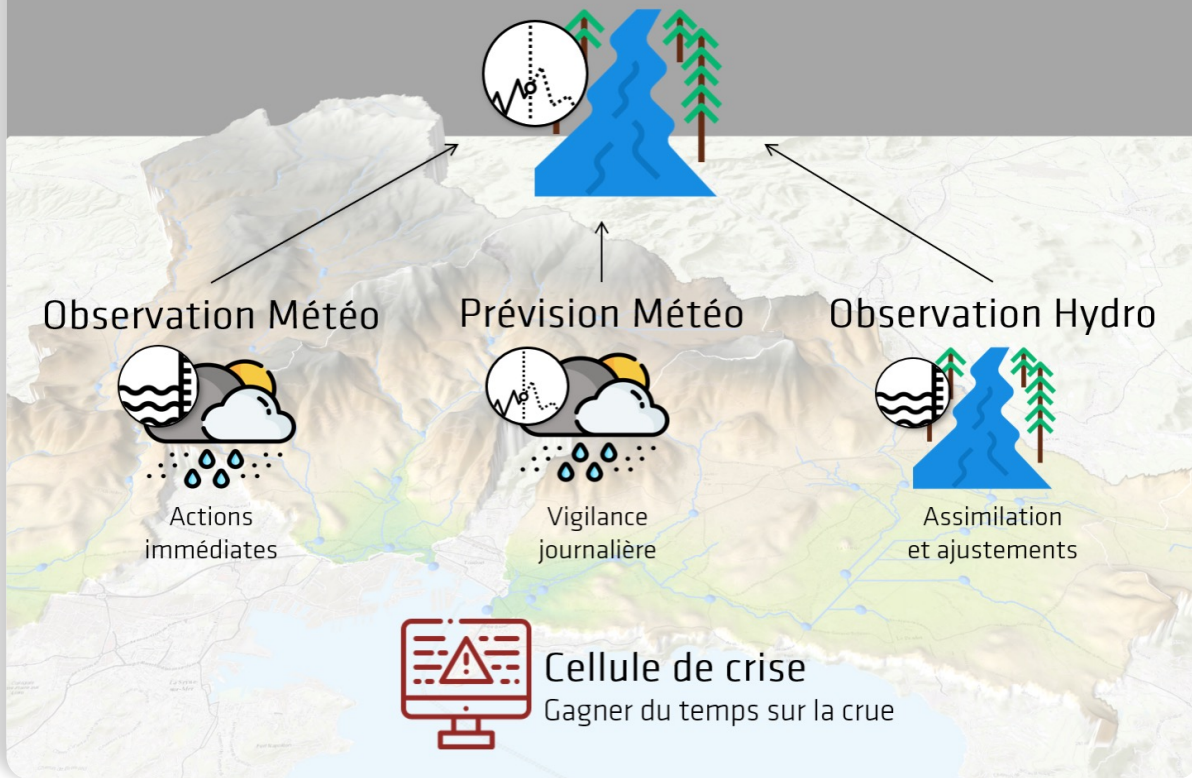 Observation Météo
Prévision Météo
Observation Hydro
Actions
immédiates
Vigilance
journalière
Assimilation
et ajustements
Cellule de crise
Gagner du temps sur la crue